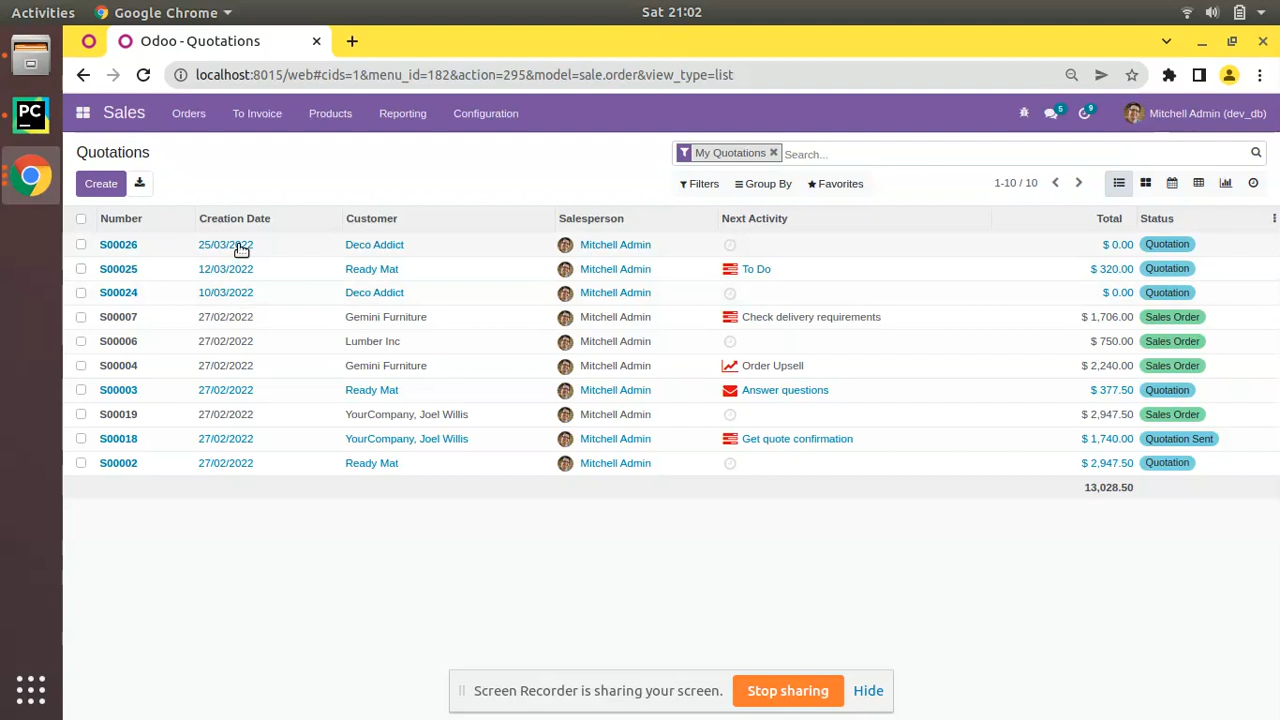 Activities Google Chrome Sat 21:02
Odoo - Quotations
localhost:8015/web#cids=1&menu_id=182&action=295&model=sale.order&view_type=list
Sales Orders To Invoice Products Reporting Configuration 5 9 Mitchell Admin (dev_db)
Quotations My Quotations Search...
Create Filters Group By Favorites 1-10 / 10
Number Creation Date Customer Salesperson Next Activity Total Status
S00026 25/03/2022 Deco Addict Mitchell Admin $ 0.00 Quotation
S00025 12/03/2022 Ready Mat Mitchell Admin To Do $ 320.00 Quotation
S00024 10/03/2022 Deco Addict Mitchell Admin $ 0.00 Quotation
S00007 27/02/2022 Gemini Furniture Mitchell Admin Check delivery requirements $ 1,706.00 Sales Order
S00006 27/02/2022 Lumber Inc Mitchell Admin $ 750.00 Sales Order
S00004 27/02/2022 Gemini Furniture Mitchell Admin Order Upsell $ 2,240.00 Sales Order
S00003 27/02/2022 Ready Mat Mitchell Admin Answer questions $ 377.50 Quotation
S00019 27/02/2022 YourCompany, Joel Willis Mitchell Admin $ 2,947.50 Sales Order
S00018 27/02/2022 YourCompany, Joel Willis Mitchell Admin Get quote confirmation $ 1,740.00 Quotation Sent
S00002 27/02/2022 Ready Mat Mitchell Admin $ 2,947.50 Quotation
13,028.50
Screen Recorder is sharing your screen. Stop sharing Hide
PC